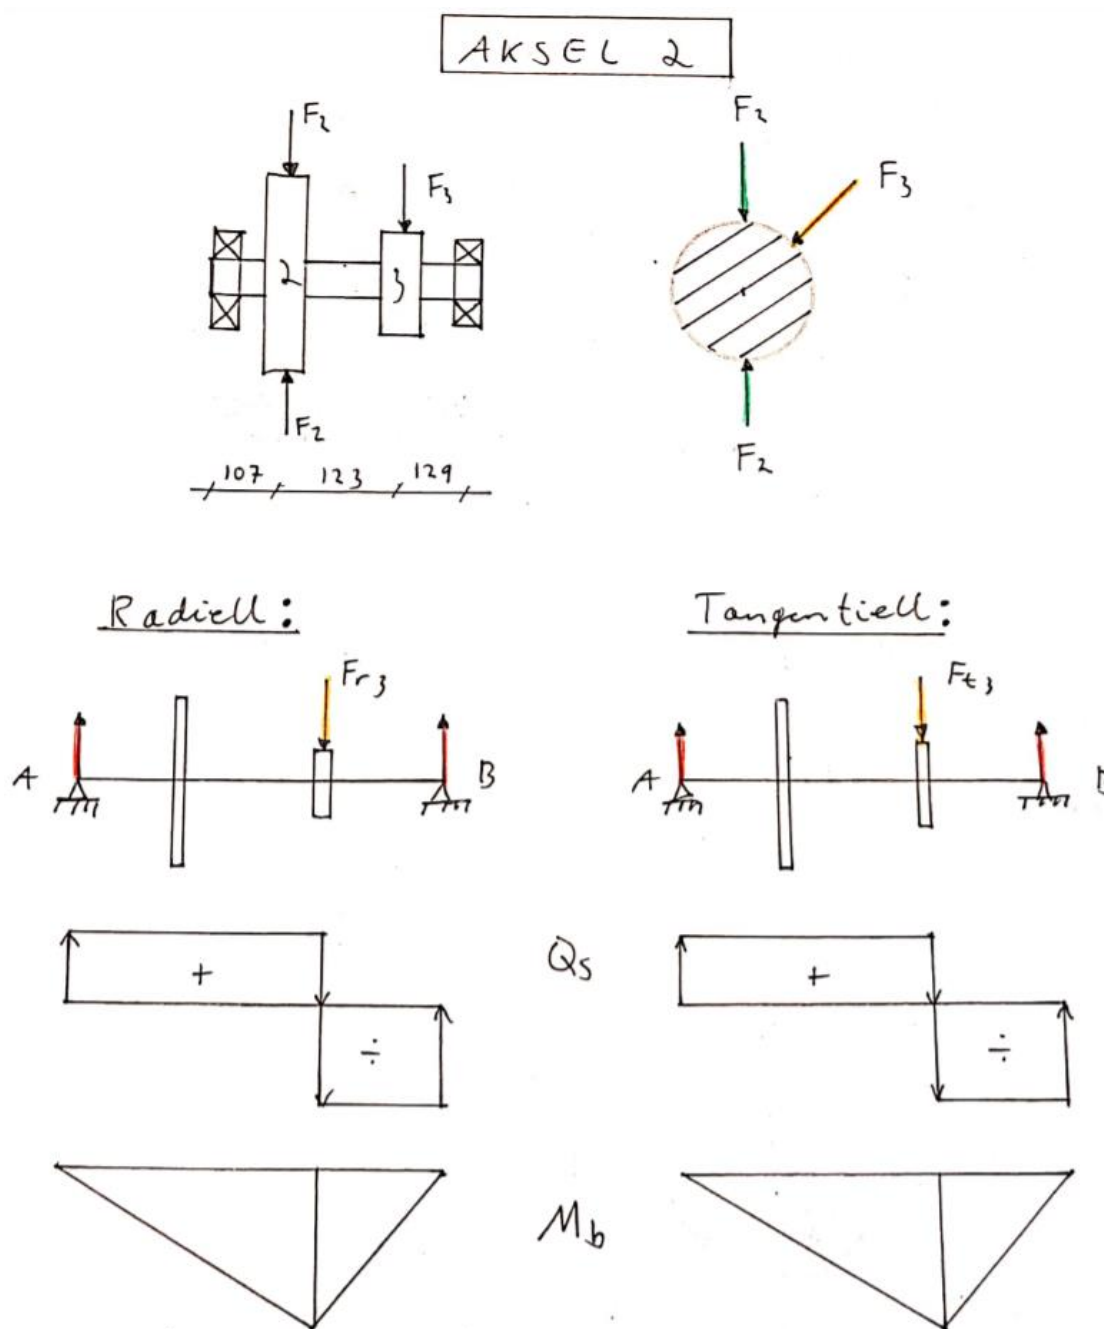 AKSEL 2
F2
F2
F3
F3
2
3
F2
F2
107 123 129
Radiell:
Tangentiell:
Fr3
Ft3
A
B
A
+
Qs
+
÷
÷
Mb